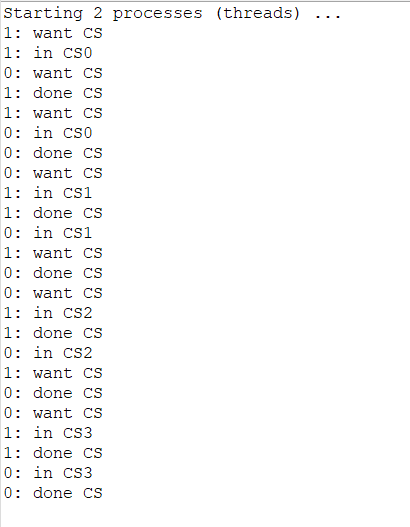 Starting 2 processes (threads) ...
1: want CS
1: in CS0
0: want CS
1: done CS
1: want CS
0: in CS0
0: done CS
0: want CS
1: in CS1
1: done CS
0: in CS1
1: want CS
0: done CS
0: want CS
1: in CS2
1: done CS
0: in CS2
1: want CS
0: done CS
0: want CS
1: in CS3
1: done CS
0: in CS3
0: done CS